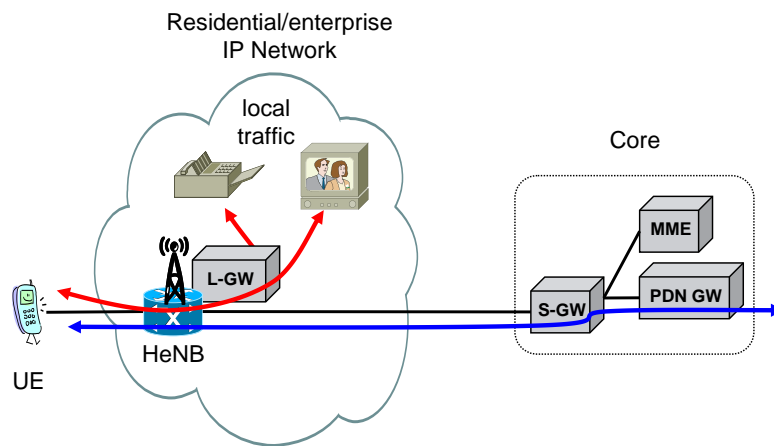 Residential/enterprise
IP Network
local
traffic
Core
MME
L-GW
PDN GW
S-GW
HeNB
UE